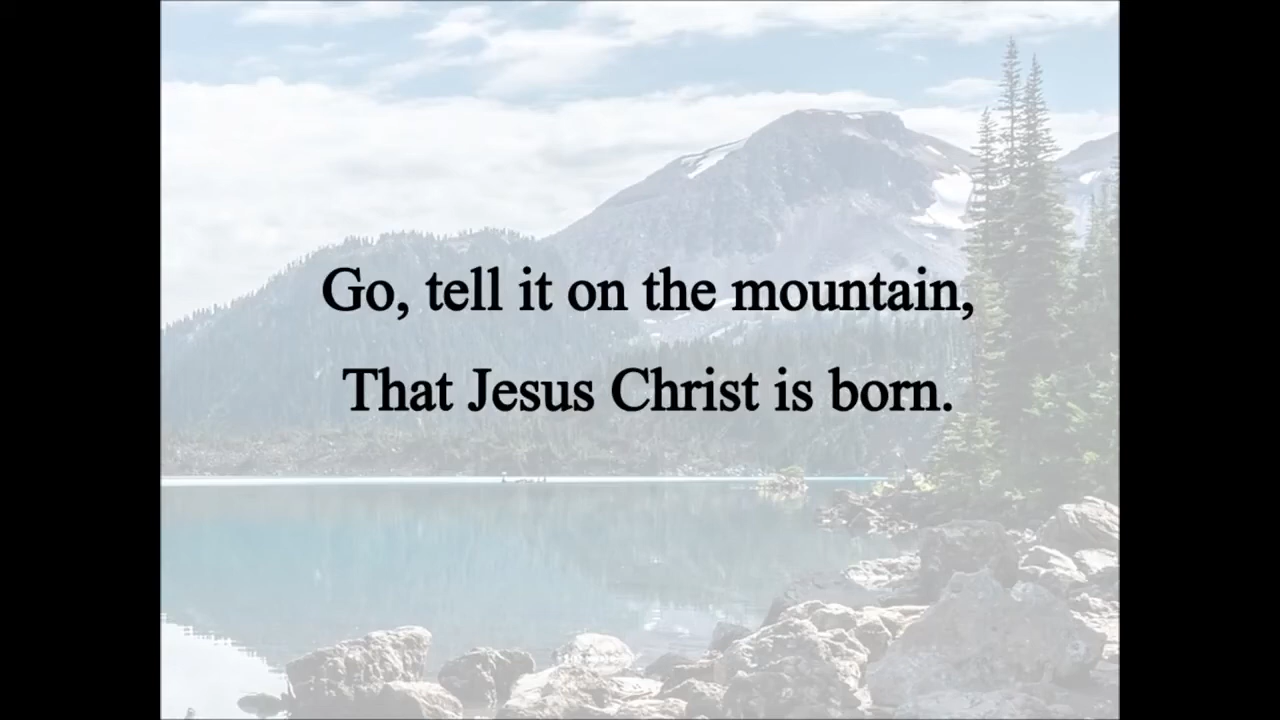 Go, tell it on the mountain,
That Jesus Christ is born.